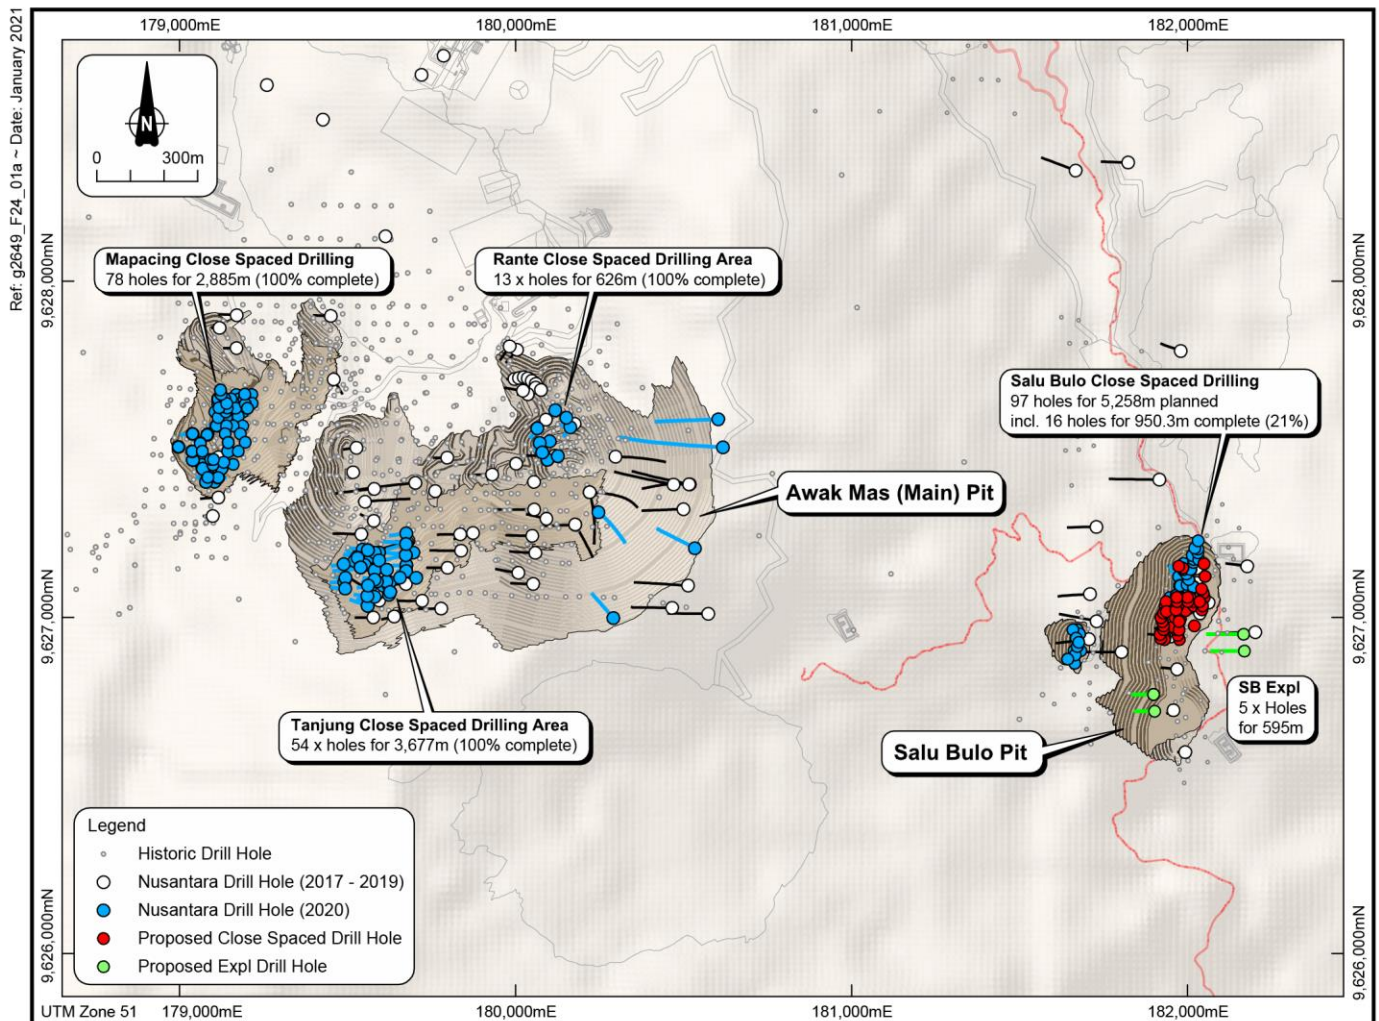 Ref: g2649_F24_01a ~ Date: January 2021
179,000mE
180,000mE
181,000mE
182,000mE
N
0 300m
9,628,000mN
9,628,000mN
Mapacing Close Spaced Drilling
78 holes for 2,885m (100% complete)
Rante Close Spaced Drilling Area
13 x holes for 626m (100% complete)
Salu Bulo Close Spaced Drilling
97 holes for 5,258m planned
incl. 16 holes for 950.3m complete (21%)
Awak Mas (Main) Pit
9,627,000mN
9,627,000mN
SB Expl
5 x Holes
for 595m
Tanjung Close Spaced Drilling Area
54 x holes for 3,677m (100% complete)
Salu Bulo Pit
Legend
Historic Drill Hole
Nusantara Drill Hole (2017 - 2019)
Nusantara Drill Hole (2020)
Proposed Close Spaced Drill Hole
Proposed Expl Drill Hole
9,626,000mN
9,626,000mN
UTM Zone 51
179,000mE
180,000mE
181,000mE
182,000mE